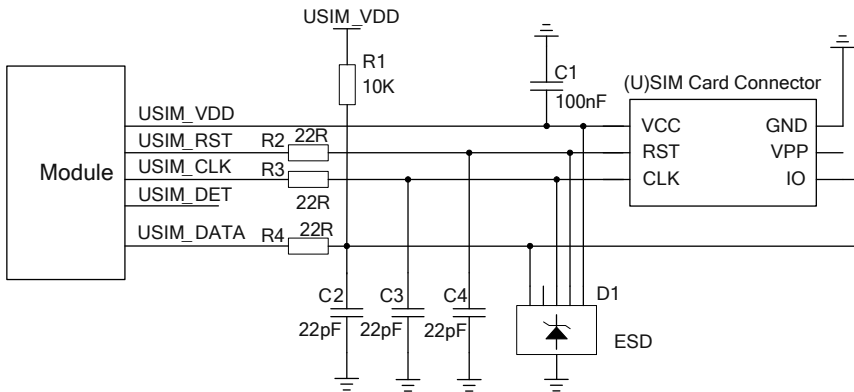 USIM_VDD
R1
10K
C1
100nF
(U)SIM Card Connector
Module
USIM_VDD
USIM_RST
R2
22R
USIM_CLK
R3
22R
USIM_DET
USIM_DATA
R4
22R
VCC
GND
RST
VPP
CLK
IO
C2
22pF
C3
22pF
C4
22pF
D1
ESD